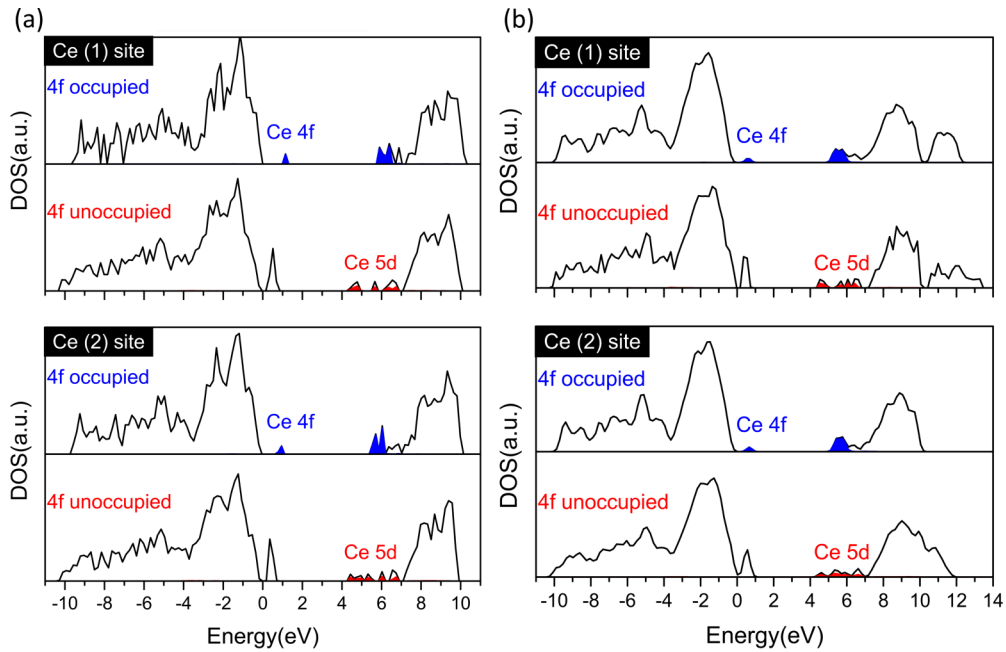 (a)
Ce (1) site
4f occupied
Ce 4f
4f unoccupied
Ce 5d
DOS(a.u.)
DOS(a.u.)
Ce (2) site
4f occupied
Ce 4f
4f unoccupied
Ce 5d
DOS(a.u.)
DOS(a.u.)
-10 -8 -6 -4 -2 0 2 4 6 8 10
Energy(eV)
(b)
Ce (1) site
4f occupied
Ce 4f
4f unoccupied
Ce 5d
DOS(a.u.)
DOS(a.u.)
Ce (2) site
4f occupied
Ce 4f
4f unoccupied
Ce 5d
DOS(a.u.)
DOS(a.u.)
-10 -8 -6 -4 -2 0 2 4 6 8 10 12 14
Energy(eV)